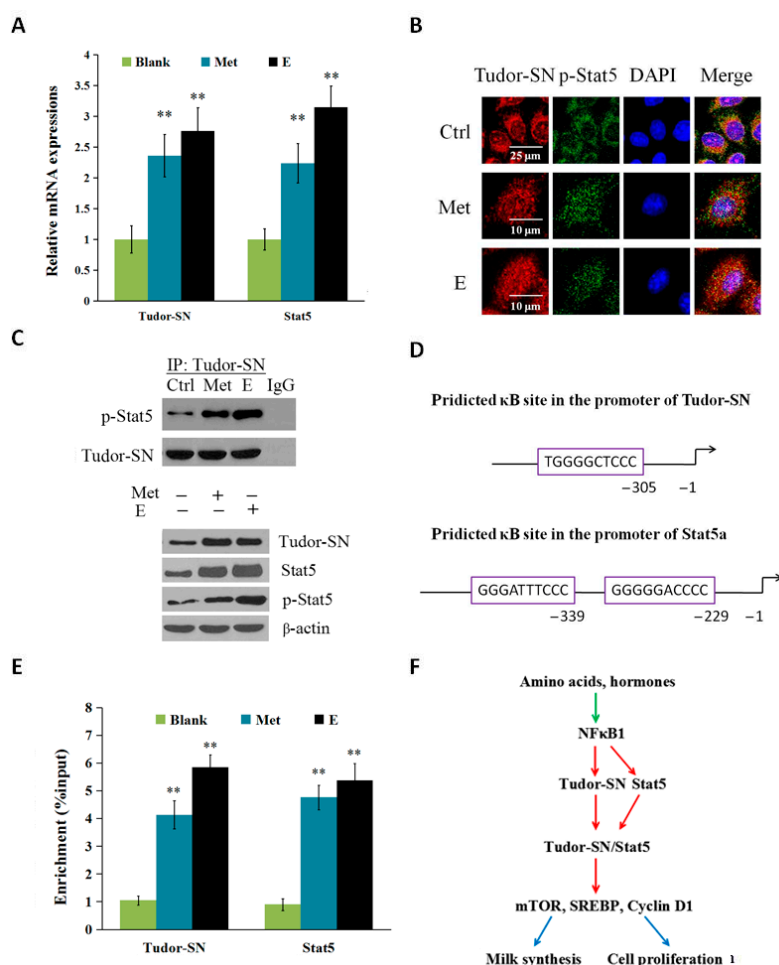 A
Blank Met E
Relative mRNA expressions
4
3.5
3
2.5
2
1.5
1
0.5
0
** ** ** **
Tudor-SN Stat5
B
Tudor-SN p-Stat5 DAPI Merge
Ctrl
25 μm
Met
10 μm
E
10 μm
C
IP: Tudor-SN
Ctrl Met E IgG
p-Stat5
Tudor-SN
Met – + –
E – – +
Tudor-SN
Stat5
p-Stat5
β-actin
D
Pridicted κB site in the promoter of Tudor-SN
TGGGGCTCCC
−305 −1
Pridicted κB site in the promoter of Stat5a
GGGATTTCCC GGGGGACCCC
−339 −229 −1
E
Blank Met E
Enrichment (%input)
8
7
6
5
4
3
2
1
0
** ** ** **
Tudor-SN Stat5
F
Amino acids, hormones
NFκB1
Tudor-SN Stat5
Tudor-SN/Stat5
mTOR, SREBP, Cyclin D1
Milk synthesis Cell proliferation ı